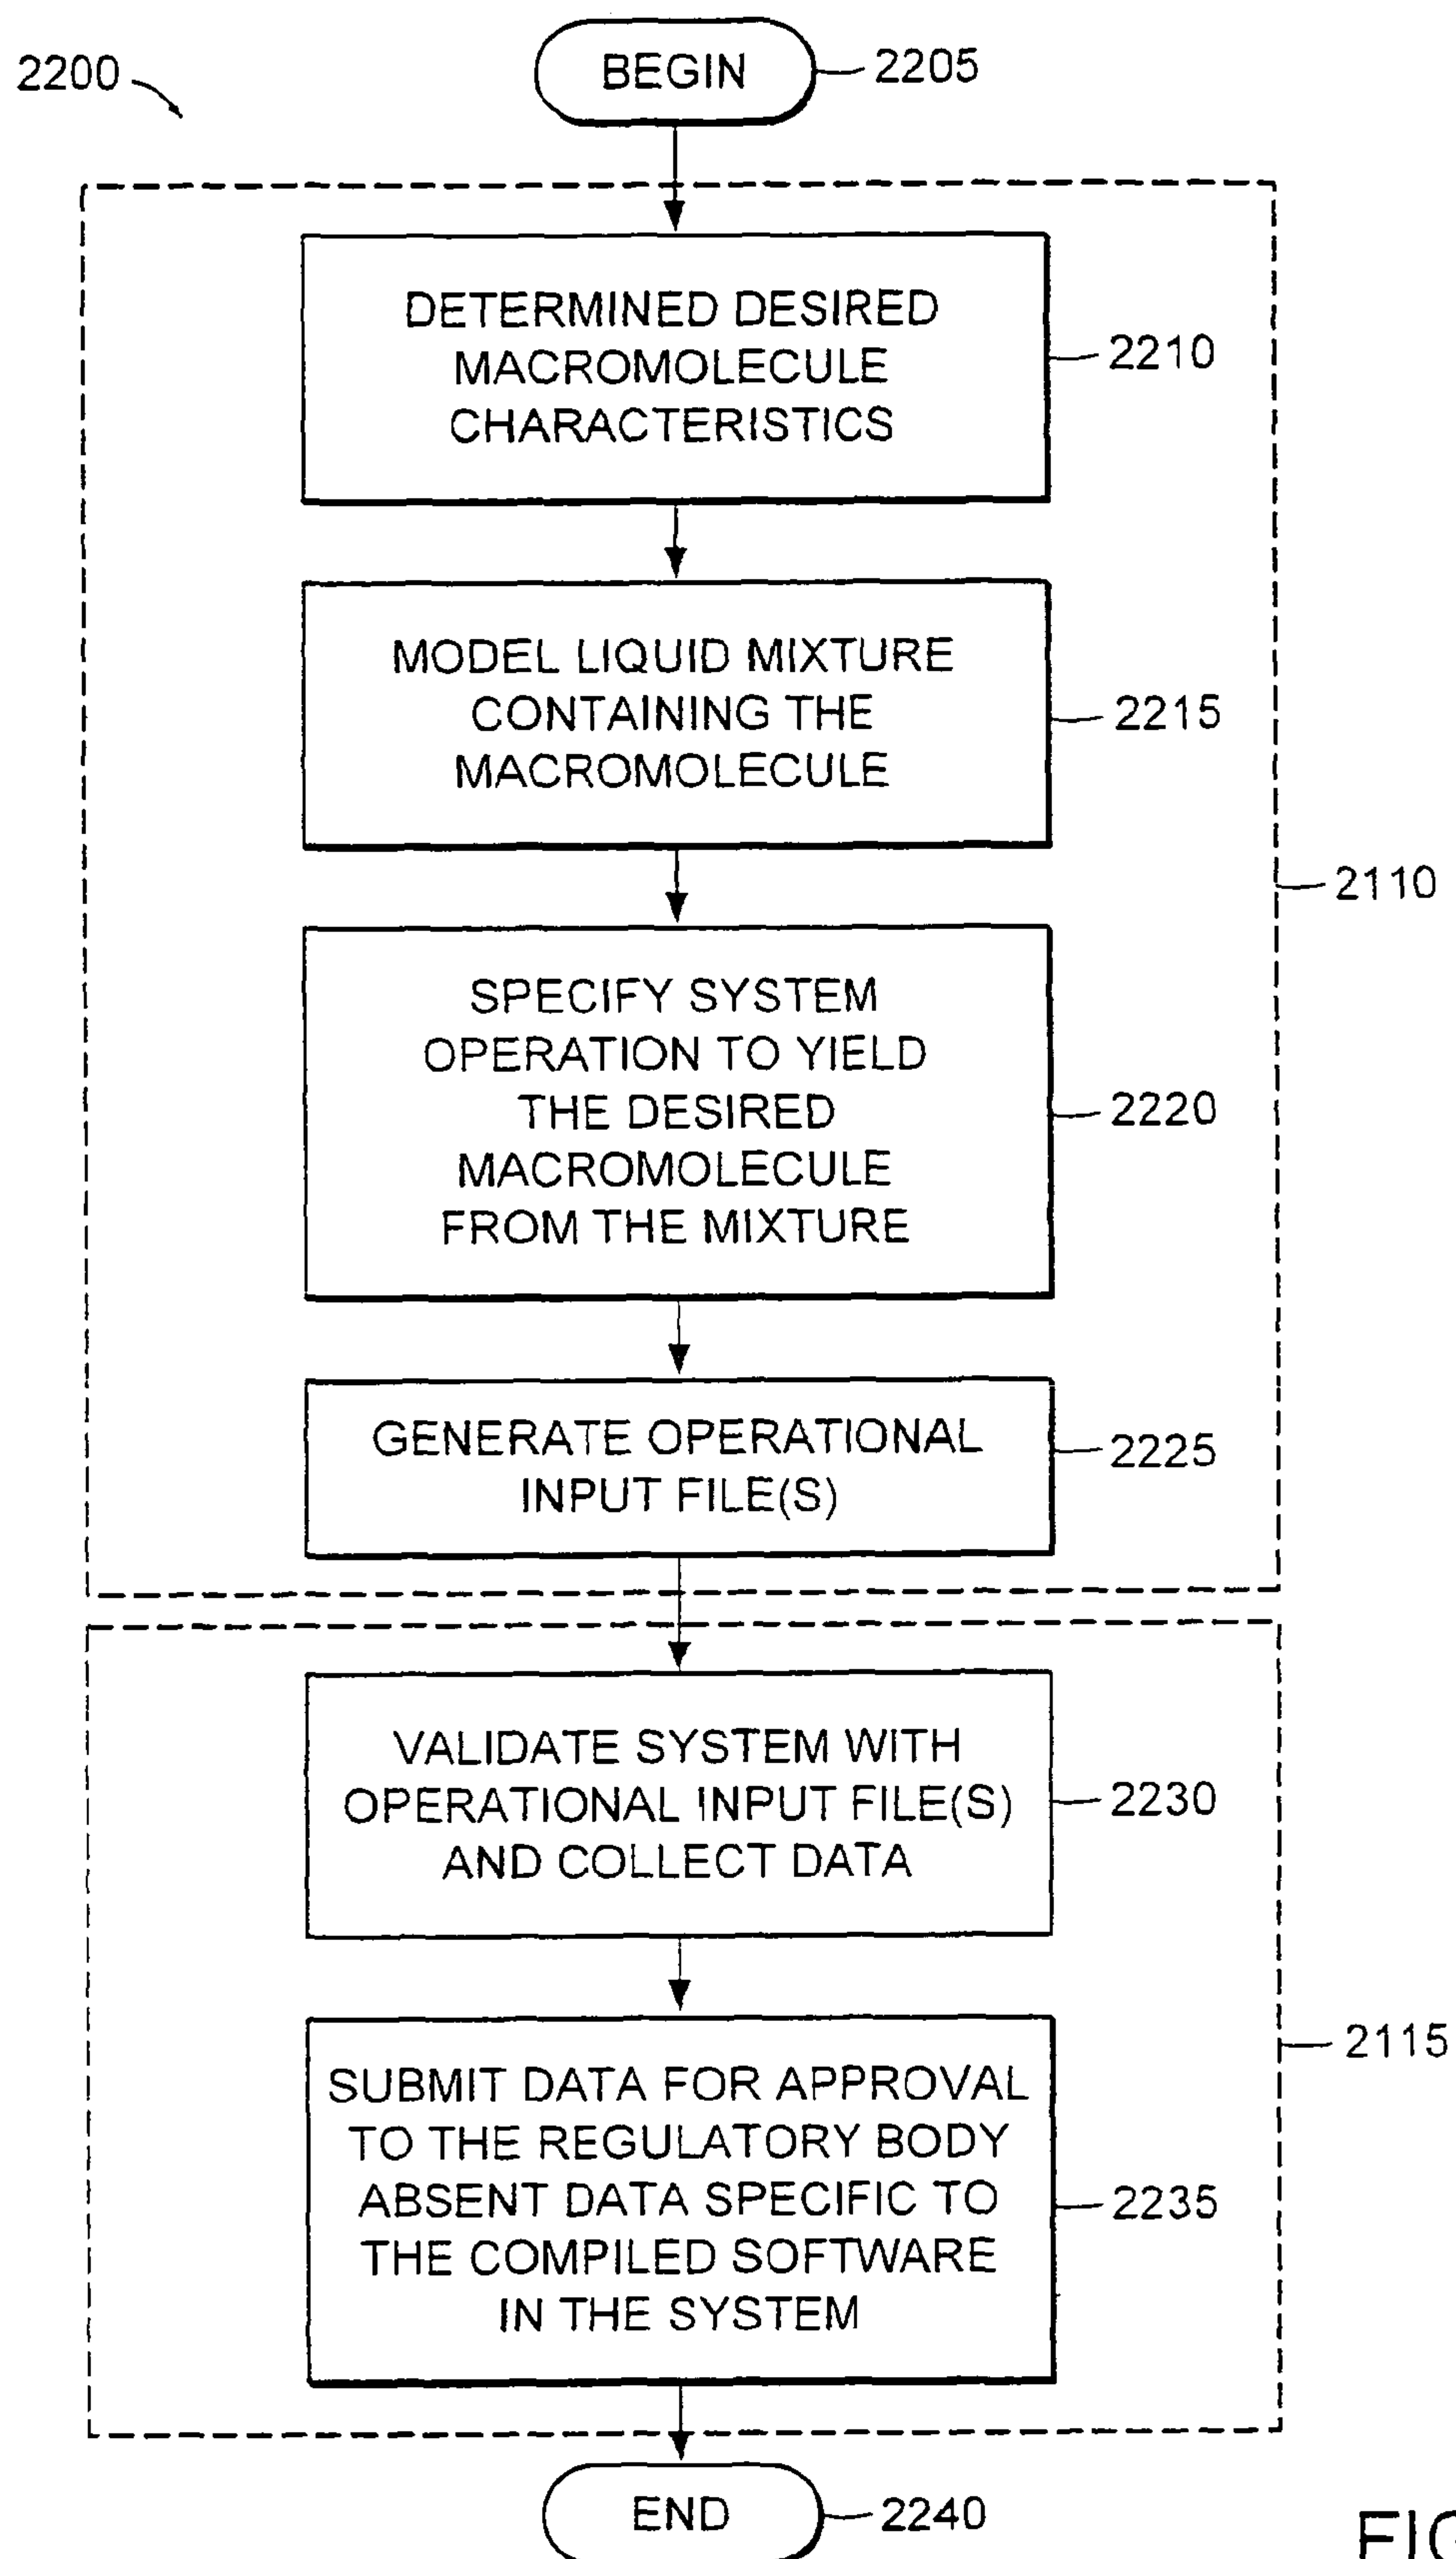 2200
BEGIN
2205
DETERMINED DESIRED
MACROMOLECULE
CHARACTERISTICS
2210
MODEL LIQUID MIXTURE
CONTAINING THE
MACROMOLECULE
2215
2110
SPECIFY SYSTEM
OPERATION TO YIELD
THE DESIRED
MACROMOLECULE
FROM THE MIXTURE
2220
GENERATE OPERATIONAL
INPUT FILE(S)
2225
VALIDATE SYSTEM WITH
OPERATIONAL INPUT FILE(S)
AND COLLECT DATA
2230
2115
SUBMIT DATA FOR APPROVAL
TO THE REGULATORY BODY
ABSENT DATA SPECIFIC TO
THE COMPILED SOFTWARE
IN THE SYSTEM
2235
END
2240